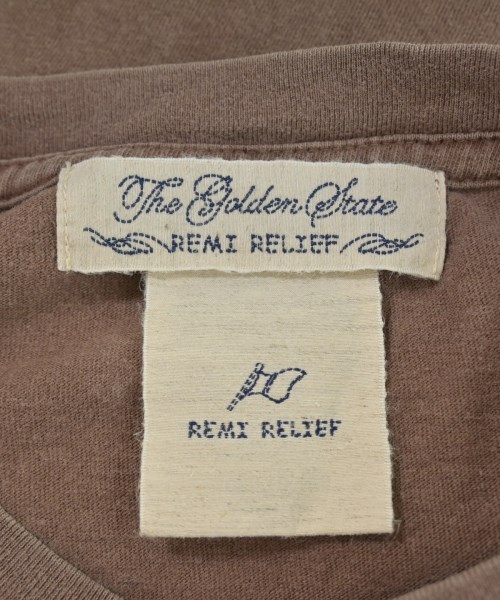 The Golden State
REMI RELIEF
REMI RELIEF